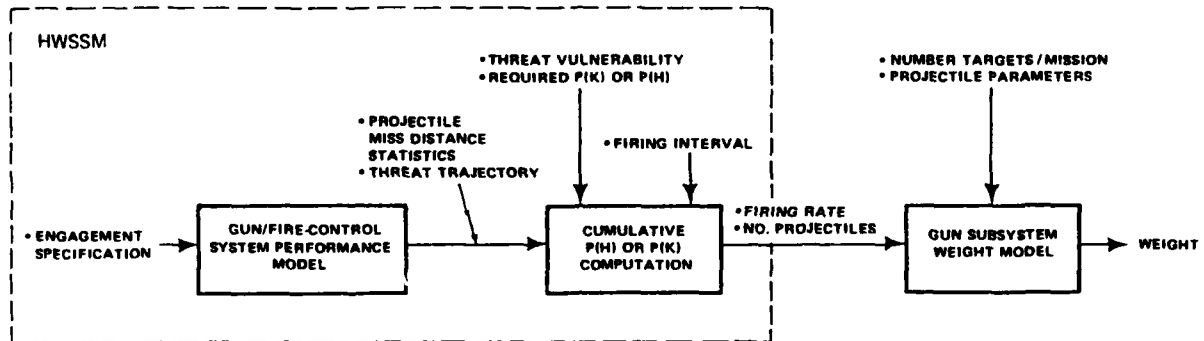 HWSSM
• THREAT VULNERABILITY
• REQUIRED P(K) OR P(H)
• NUMBER TARGETS/MISSION
• PROJECTILE PARAMETERS
• PROJECTILE
MISS DISTANCE
STATISTICS
• THREAT TRAJECTORY
• FIRING INTERVAL
• ENGAGEMENT
SPECIFICATION
GUN/FIRE-CONTROL
SYSTEM PERFORMANCE
MODEL
CUMULATIVE
P(H) OR P(K)
COMPUTATION
• FIRING RATE
• NO. PROJECTILES
GUN SUBSYSTEM
WEIGHT MODEL
WEIGHT